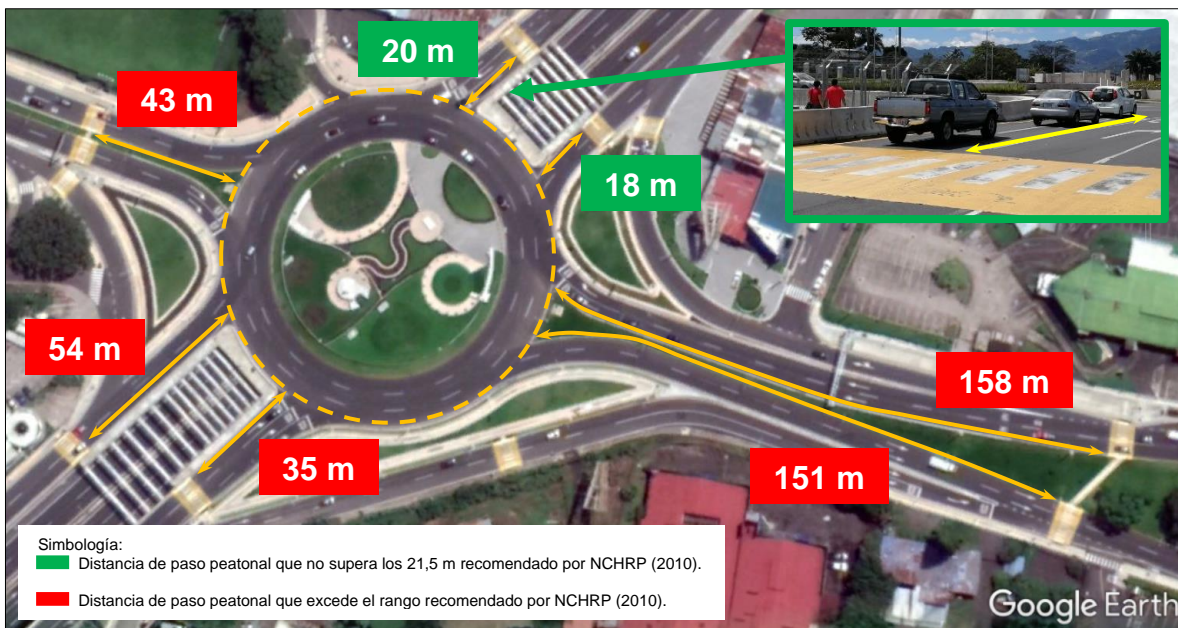 20 m
43 m
18 m
54 m
158 m
35 m
151 m
Simbología:
Distancia de paso peatonal que no supera los 21,5 m recomendado por NCHRP (2010).
Distancia de paso peatonal que excede el rango recomendado por NCHRP (2010).
Google Earth